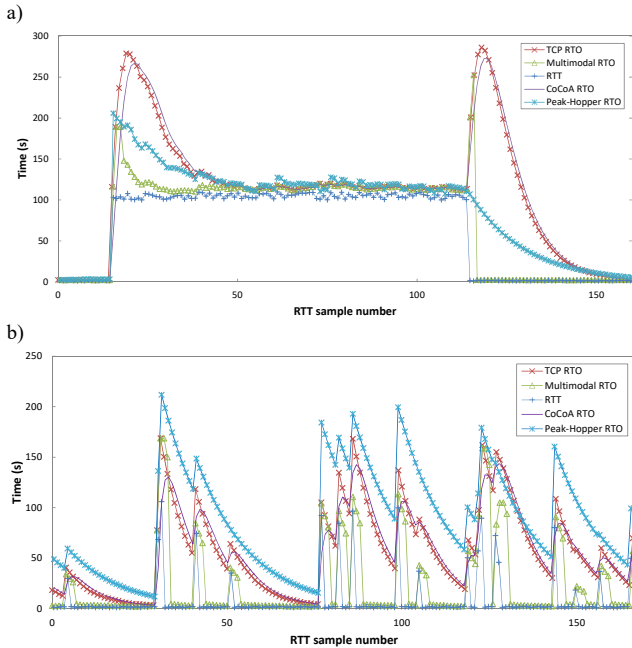 a)
300
250
200
150
100
50
0
Time (s)
TCP RTO
Multimodal RTO
RTT
CoCoA RTO
Peak-Hopper RTO
0 50 100 150
RTT sample number
b)
250
200
150
100
50
0
Time (s)
TCP RTO
Multimodal RTO
RTT
CoCoA RTO
Peak-Hopper RTO
0 50 100 150
RTT sample number